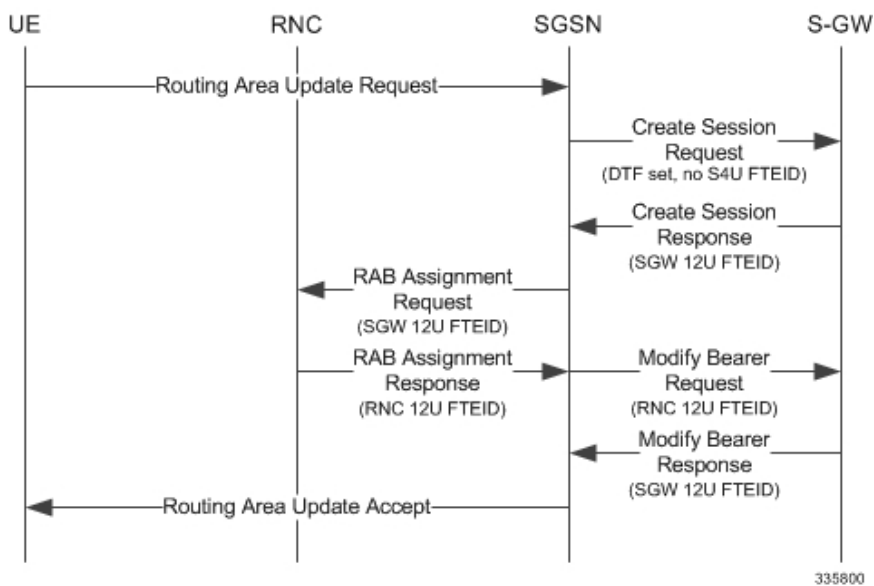 UE RNC SGSN S-GW
Routing Area Update Request
Create Session
Request
(DTF set, no S4U FTEID)
Create Session
Response
(SGW 12U FTEID)
RAB Assignment
Request
(SGW 12U FTEID)
RAB Assignment
Response
(RNC 12U FTEID)
Modify Bearer
Request
(RNC 12U FTEID)
Modify Bearer
Response
(SGW 12U FTEID)
Routing Area Update Accept
335800